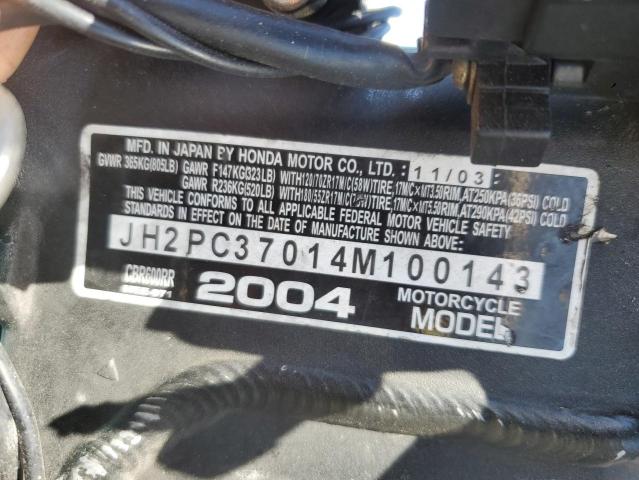 MFD. IN JAPAN BY HONDA MOTOR CO., LTD. 11/03
GVWR 365KG(805LB) GAWR F147KG(323LB) WITH120/70ZR17M/C(58W)TIRE,17M/C×MT3.50RIM,AT250KPA(36PSI) COLD
GAWR R236KG(520LB) WITH180/55ZR17M/C TIRE,17M/C×MT5.50RIM,AT290KPA(42PSI) COLD
THIS VEHICLE CONFORMS TO ALL APPLICABLE FEDERAL MOTOR VEHICLE SAFETY
STANDARDS IN EFFECT ON THE DATE OF MANUFACTURE SHOWN ABOVE.
JH2PC37014M100143
CBR600RR 2004 MOTORCYCLE
MODEL